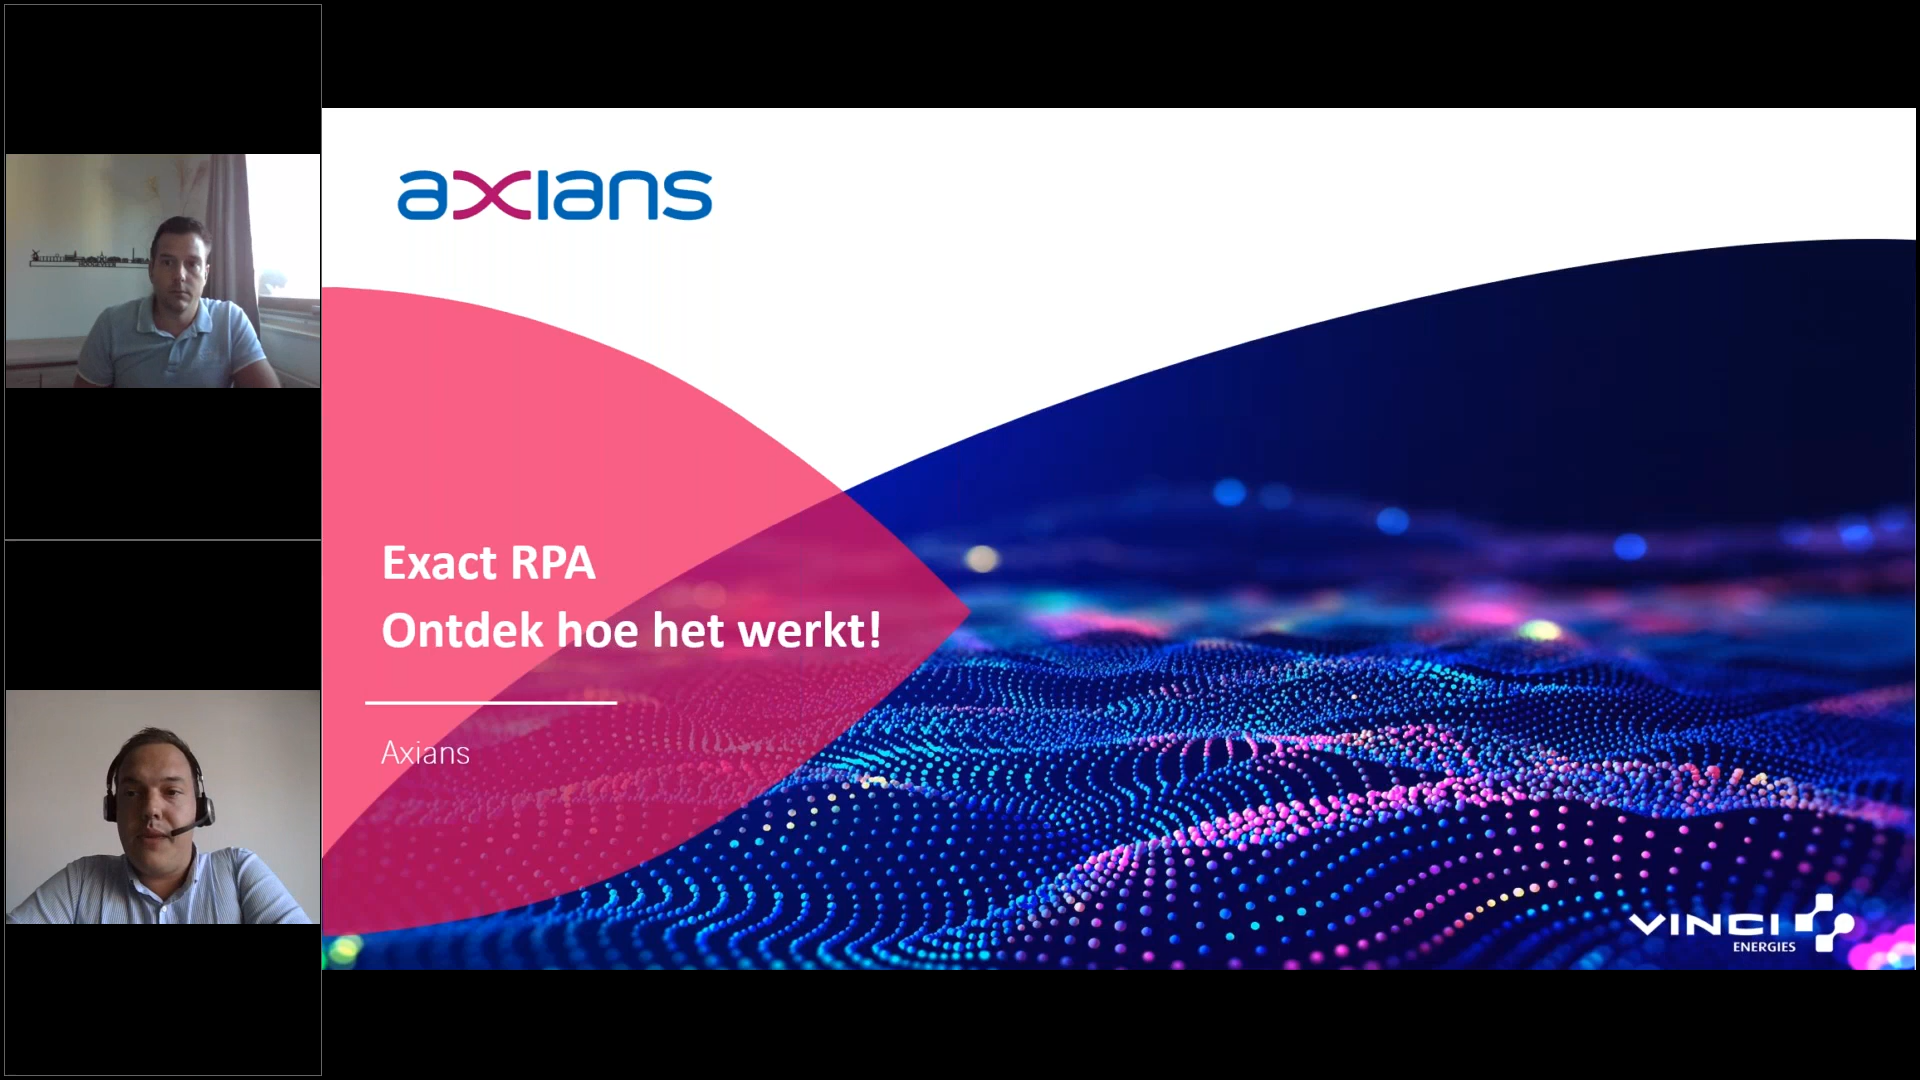 axians
Exact RPA
Ontdek hoe het werkt!
Axians
VINCI
ENERGIES